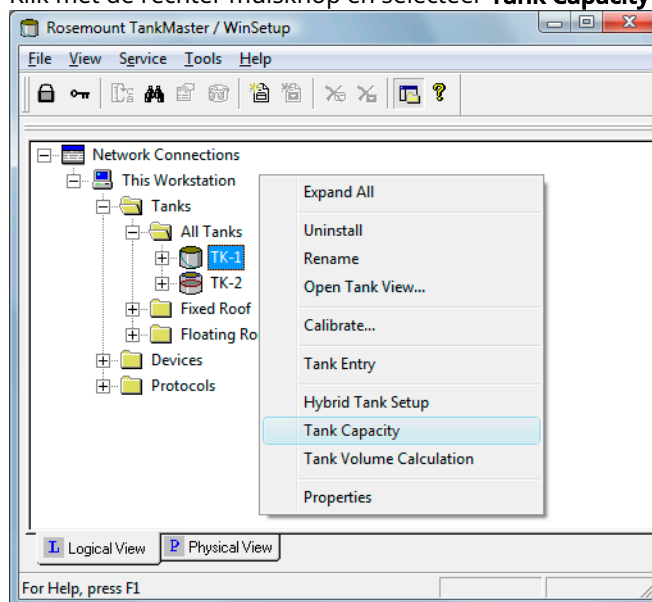 Klik met de rechter muisknop en selecteer Tank Capacity
Rosemount TankMaster / WinSetup
File View Service Tools Help
Network Connections
This Workstation
Tanks
All Tanks
TK-1
TK-2
Fixed Roof
Floating Ro
Devices
Protocols
Expand All
Uninstall
Rename
Open Tank View...
Calibrate...
Tank Entry
Hybrid Tank Setup
Tank Capacity
Tank Volume Calculation
Properties
L Logical View P Physical View
For Help, press F1